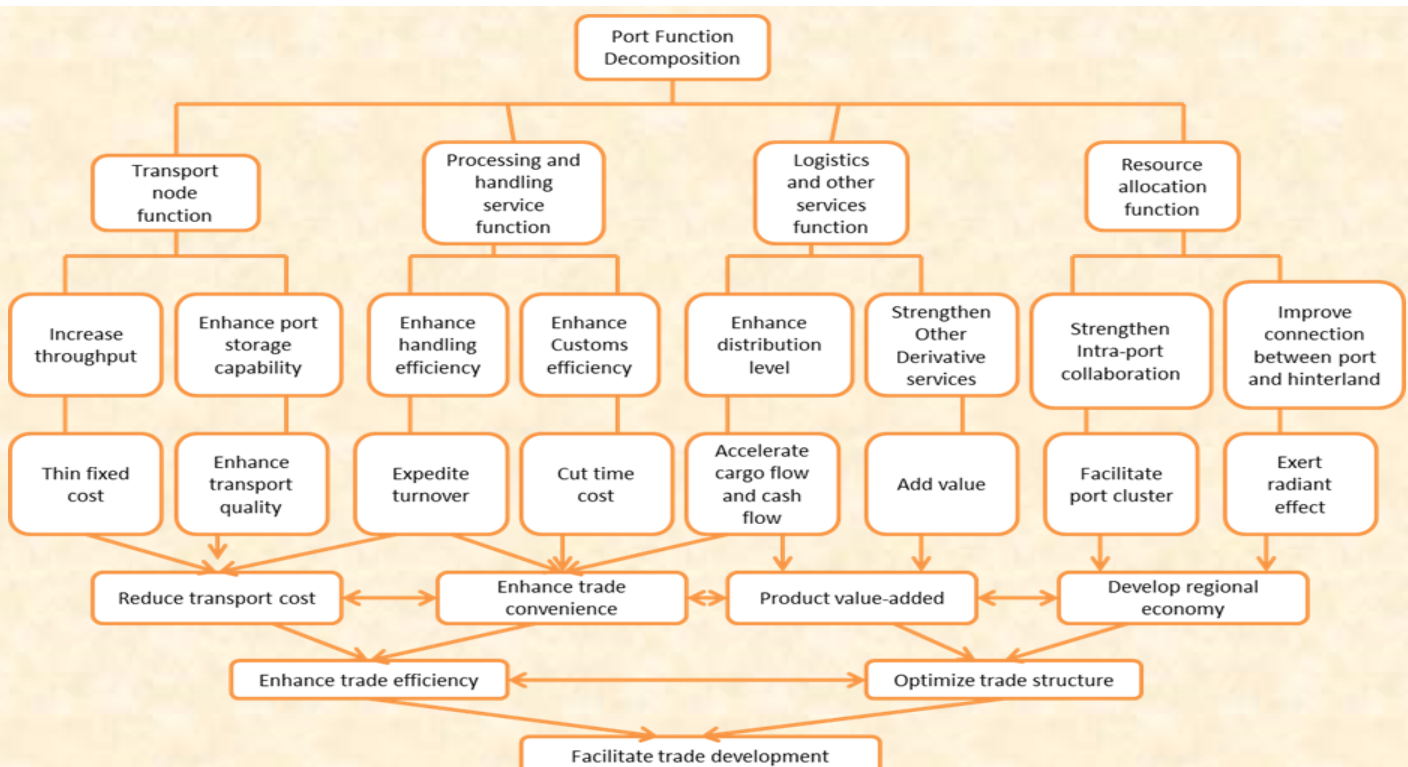 Port Function
Decomposition
Transport
node
function
Processing and
handling
service
function
Logistics
and other
services
function
Resource
allocation
function
Increase
throughput
Enhance port
storage
capability
Enhance
handling
efficiency
Enhance
Customs
efficiency
Enhance
distribution
level
Strengthen
Other
Derivative
services
Strengthen
Intra-port
collaboration
Improve
connection
between port
and hinterland
Thin fixed
cost
Enhance
transport
quality
Expedite
turnover
Cut time
cost
Accelerate
cargo flow
and cash
flow
Add value
Facilitate
port cluster
Exert
radiant
effect
Reduce transport cost
Enhance trade
convenience
Product value-added
Develop regional
economy
Enhance trade efficiency
Optimize trade structure
Facilitate trade development